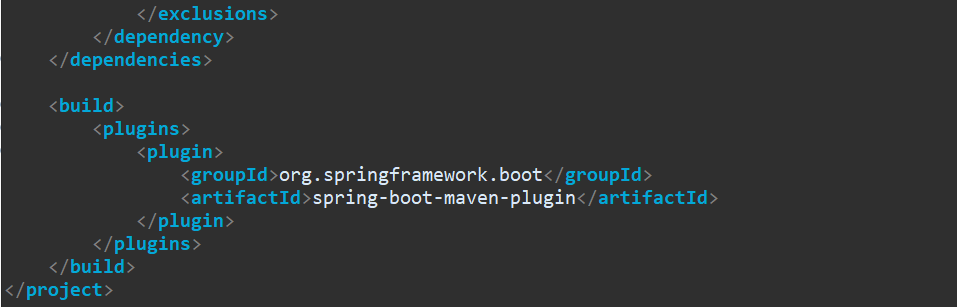 </exclusions>
</dependency>
</dependencies>
<build>
<plugins>
<plugin>
<groupId>org.springframework.boot</groupId>
<artifactId>spring-boot-maven-plugin</artifactId>
</plugin>
</plugins>
</build>
</project>